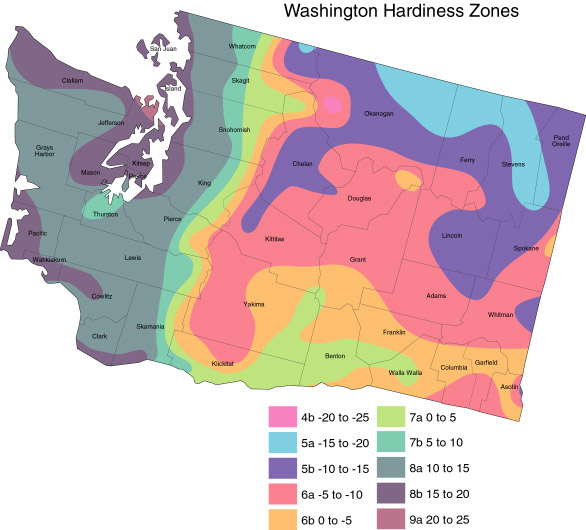 Washington Hardiness Zones
San Juan
Whatcom
Clallam
Island
Skagit
Okanogan
Pend
Oreille
Jefferson
Snohomish
Ferry
Stevens
Grays
Harbor
Chelan
Mason
Kitsap
Pierce
King
Douglas
Thurston
Pierce
Pacific
Kittitas
Lincoln
Spokane
Wahkiakum
Lewis
Grant
Cowlitz
Yakima
Adams
Whitman
Clark
Skamania
Franklin
Klickitat
Benton
Walla Walla
Columbia
Garfield
Asotin
4b -20 to -25
5a -15 to -20
5b -10 to -15
6a -5 to -10
6b 0 to -5
7a 0 to 5
7b 5 to 10
8a 10 to 15
8b 15 to 20
9a 20 to 25